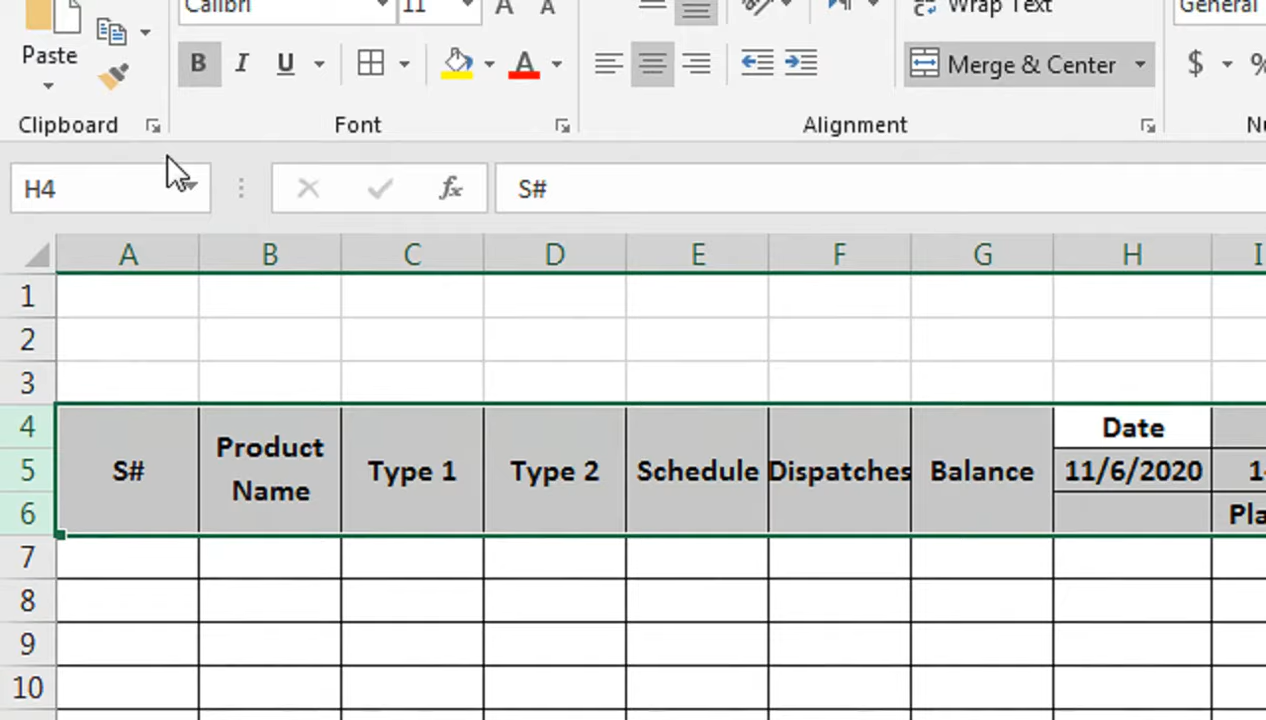 Calibri
11
A
A
Wrap Text
General
Paste
B I U
A
Merge & Center
$
%
Clipboard
Font
Alignment
H4
fx
S#
A B C D E F G H I
1
2
3
4
Date
Product
5
S#
Type 1
Type 2
Schedule
Dispatches
Balance
11/6/2020
Name
6
7
8
9
10